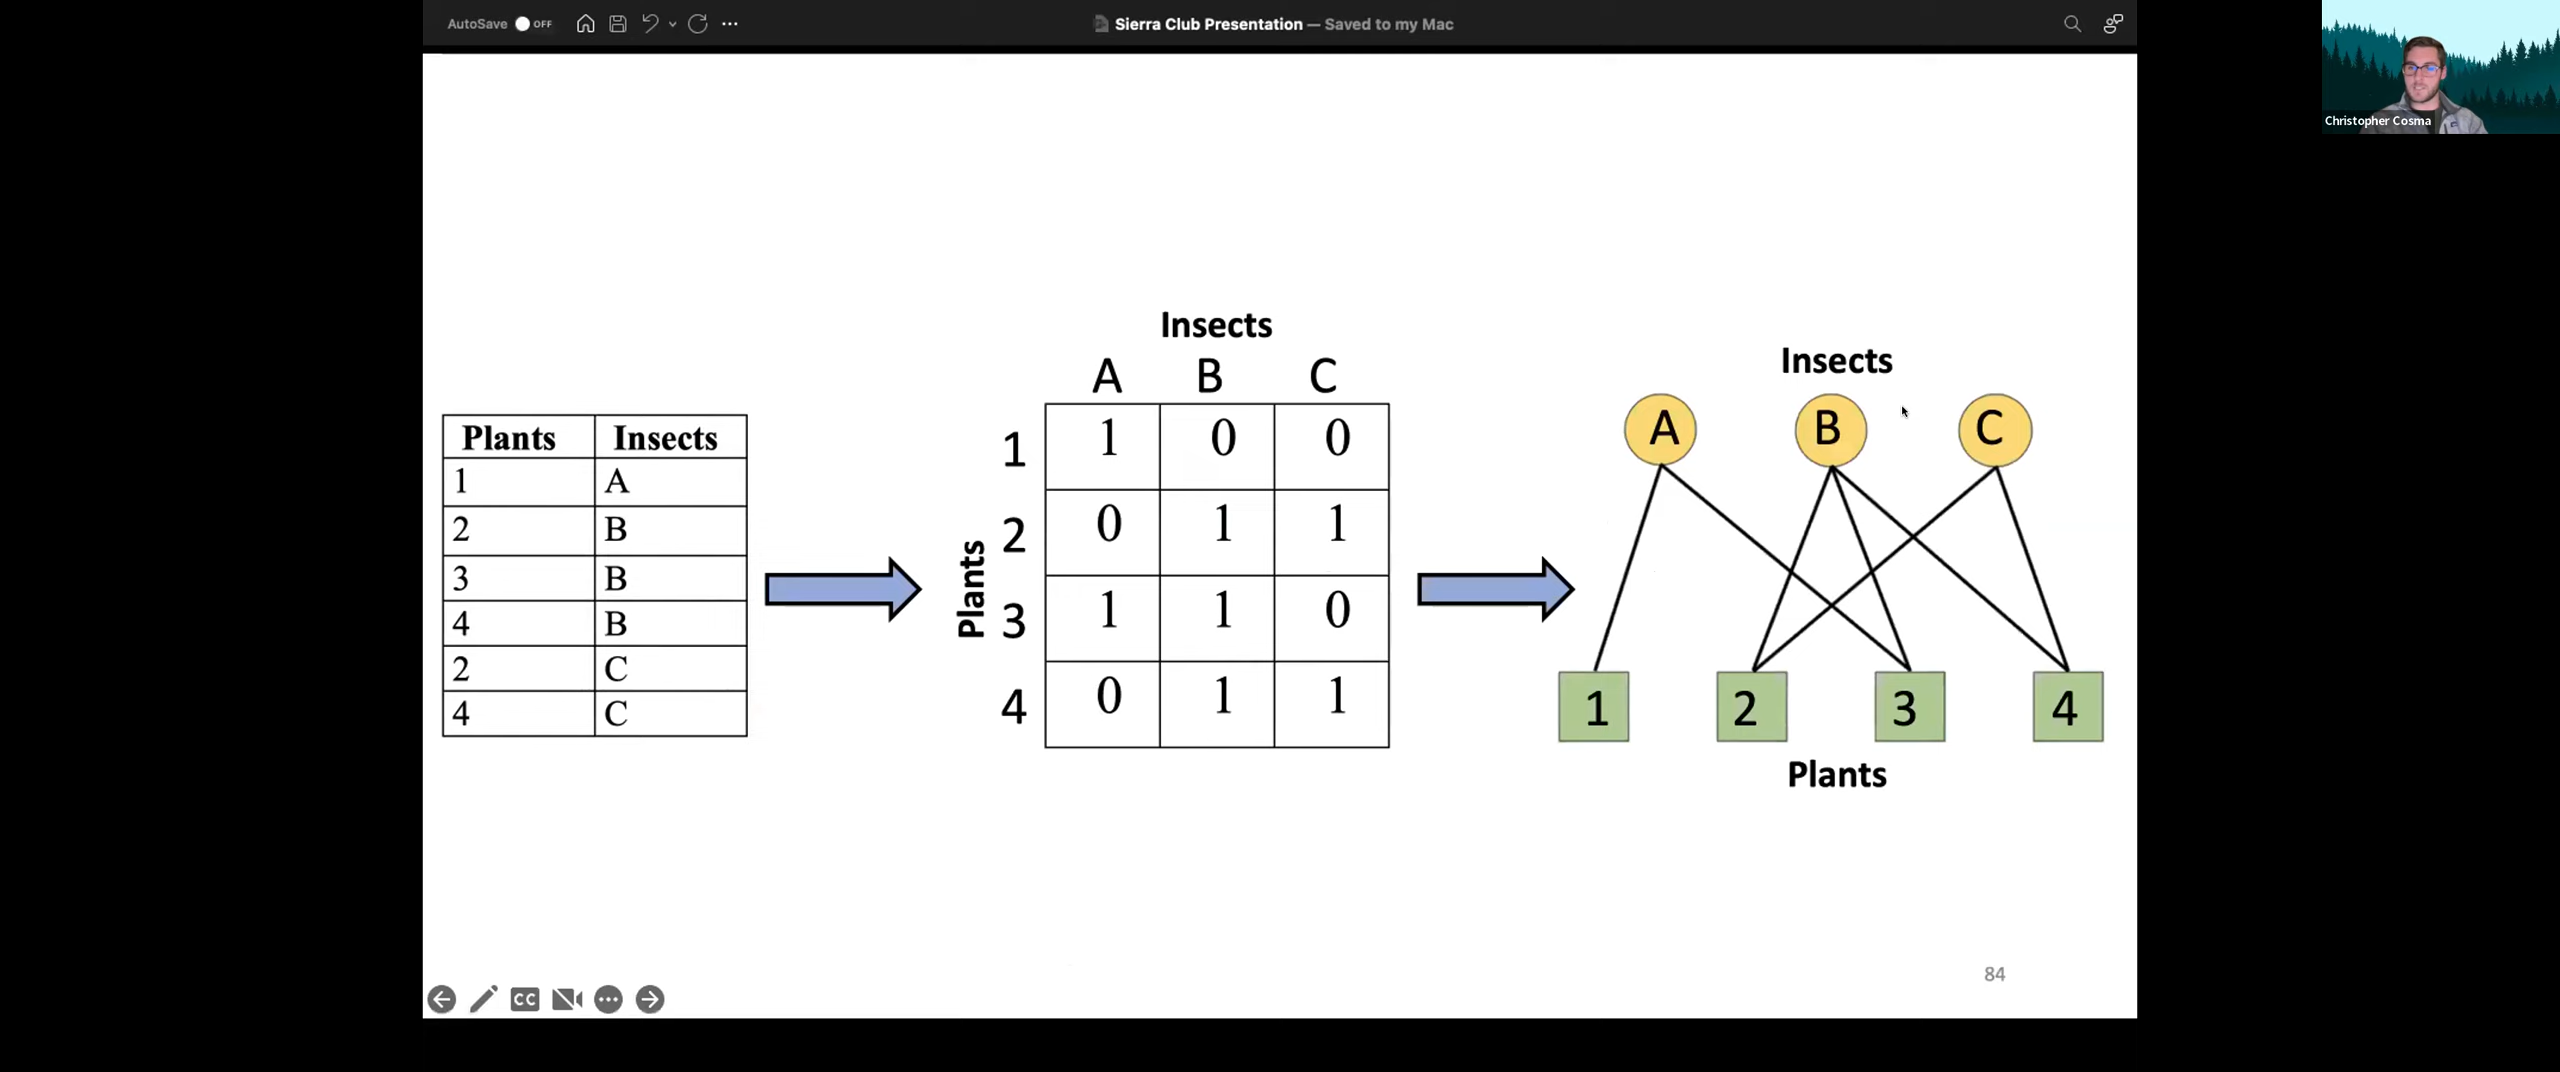 AutoSave OFF
Sierra Club Presentation — Saved to my Mac
Christopher Cosma
Plants Insects
1 A
2 B
3 B
4 B
2 C
4 C
Insects
A B C
Plants
1 1 0 0
2 0 1 1
3 1 1 0
4 0 1 1
Insects
A B C
1 2 3 4
Plants
84
CC